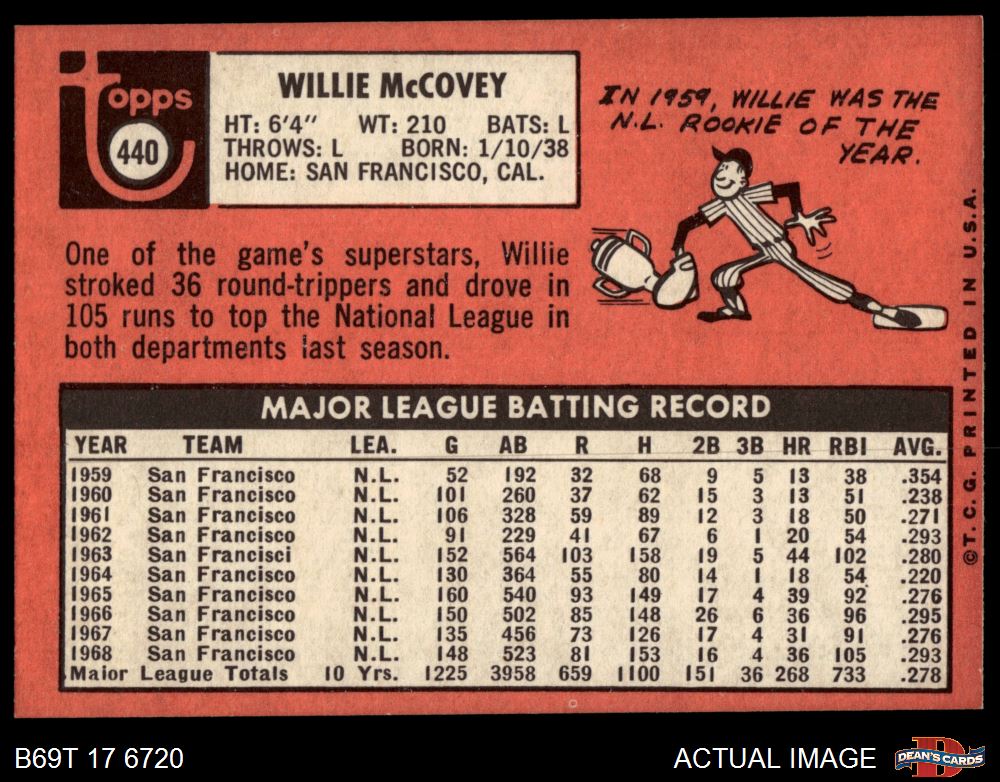 topps
440
WILLIE McCOVEY
HT: 6'4" WT: 210 BATS: L
THROWS: L BORN: 1/10/38
HOME: SAN FRANCISCO, CAL.
IN 1959, WILLIE WAS THE
N.L. ROOKIE OF THE
YEAR.
One of the game's superstars, Willie
stroked 36 round-trippers and drove in
105 runs to top the National League in
both departments last season.
MAJOR LEAGUE BATTING RECORD
YEAR TEAM LEA. G AB R H 2B 3B HR RBI AVG.
1959 San Francisco N.L. 52 192 32 68 9 5 13 38 .354
1960 San Francisco N.L. 101 260 37 62 15 3 13 51 .238
1961 San Francisco N.L. 106 328 59 89 12 3 18 50 .271
1962 San Francisco N.L. 91 229 41 67 6 1 20 54 .293
1963 San Francisci N.L. 152 564 103 158 19 5 44 102 .280
1964 San Francisco N.L. 130 364 55 80 14 1 18 54 .220
1965 San Francisco N.L. 160 540 93 149 17 4 39 92 .276
1966 San Francisco N.L. 150 502 85 148 26 6 36 96 .295
1967 San Francisco N.L. 135 456 73 126 17 4 31 91 .276
1968 San Francisco N.L. 148 523 81 153 16 4 36 105 .293
Major League Totals 10 Yrs. 1225 3958 659 1100 151 36 268 733 .278
©T.C.G. PRINTED IN U.S.A.
B69T 17 6720
ACTUAL IMAGE
D
DEAN'S CARDS